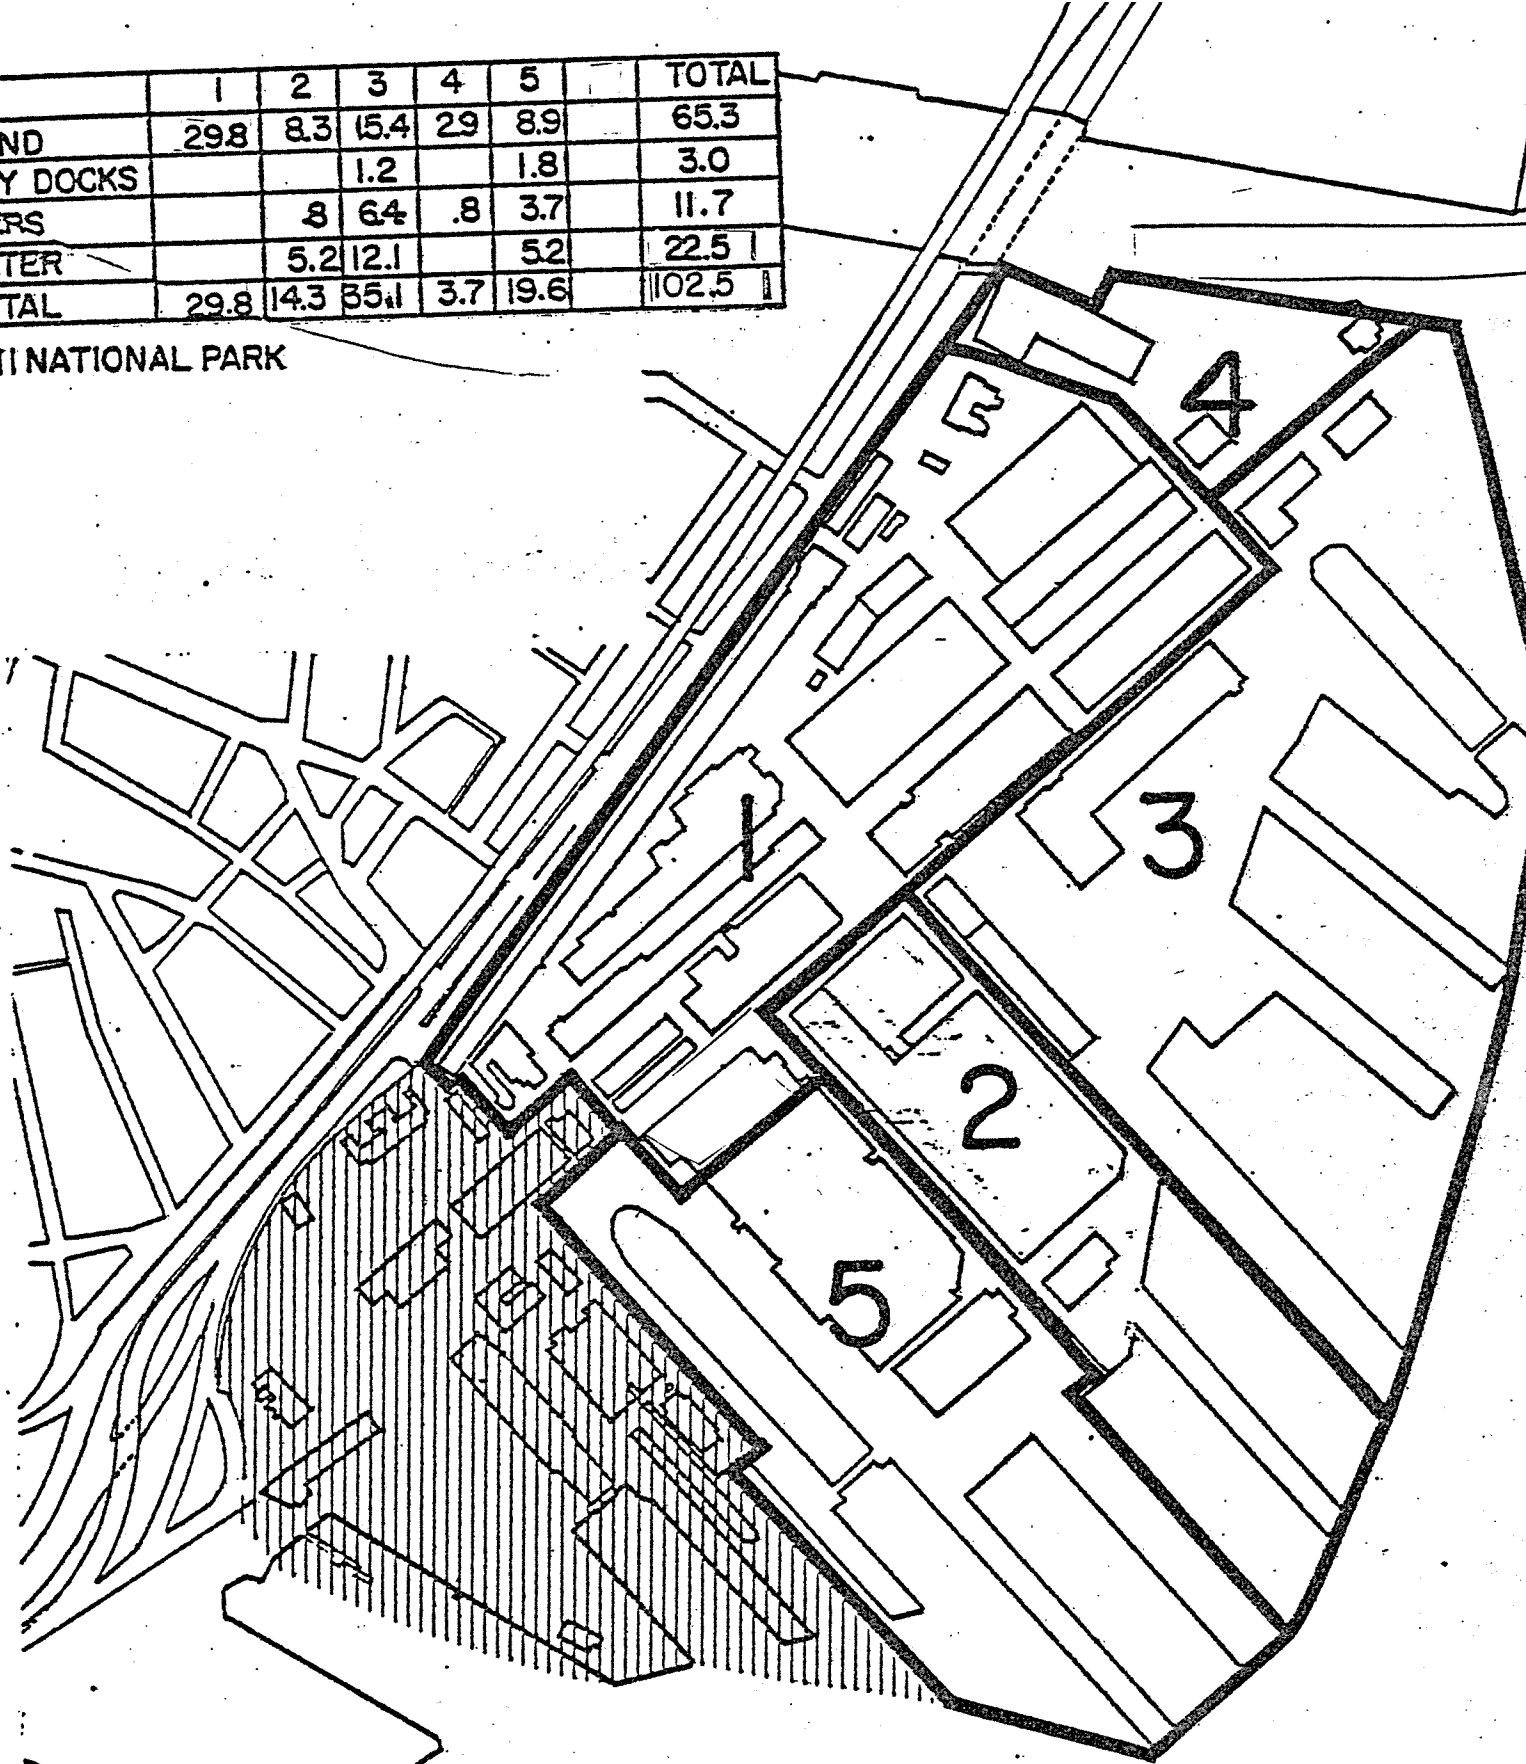 1 2 3 4 5 TOTAL
ND 29.8 8.3 15.4 2.9 8.9 65.3
Y DOCKS 1.2 1.8 3.0
ERS .8 6.4 .8 3.7 11.7
TER 5.2 12.1 5.2 22.5
TAL 29.8 14.3 35.1 3.7 19.6 102.5
II NATIONAL PARK
4
3
1
2
5